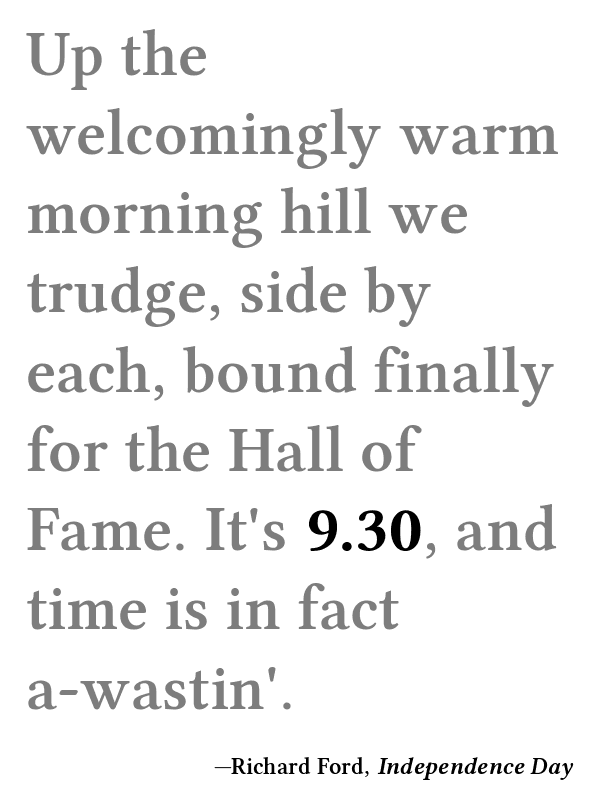 Up the
welcomingly warm
morning hill we
trudge, side by
each, bound finally
for the Hall of
Fame. It's 9.30, and
time is in fact
a-wastin'.
—Richard Ford, Independence Day